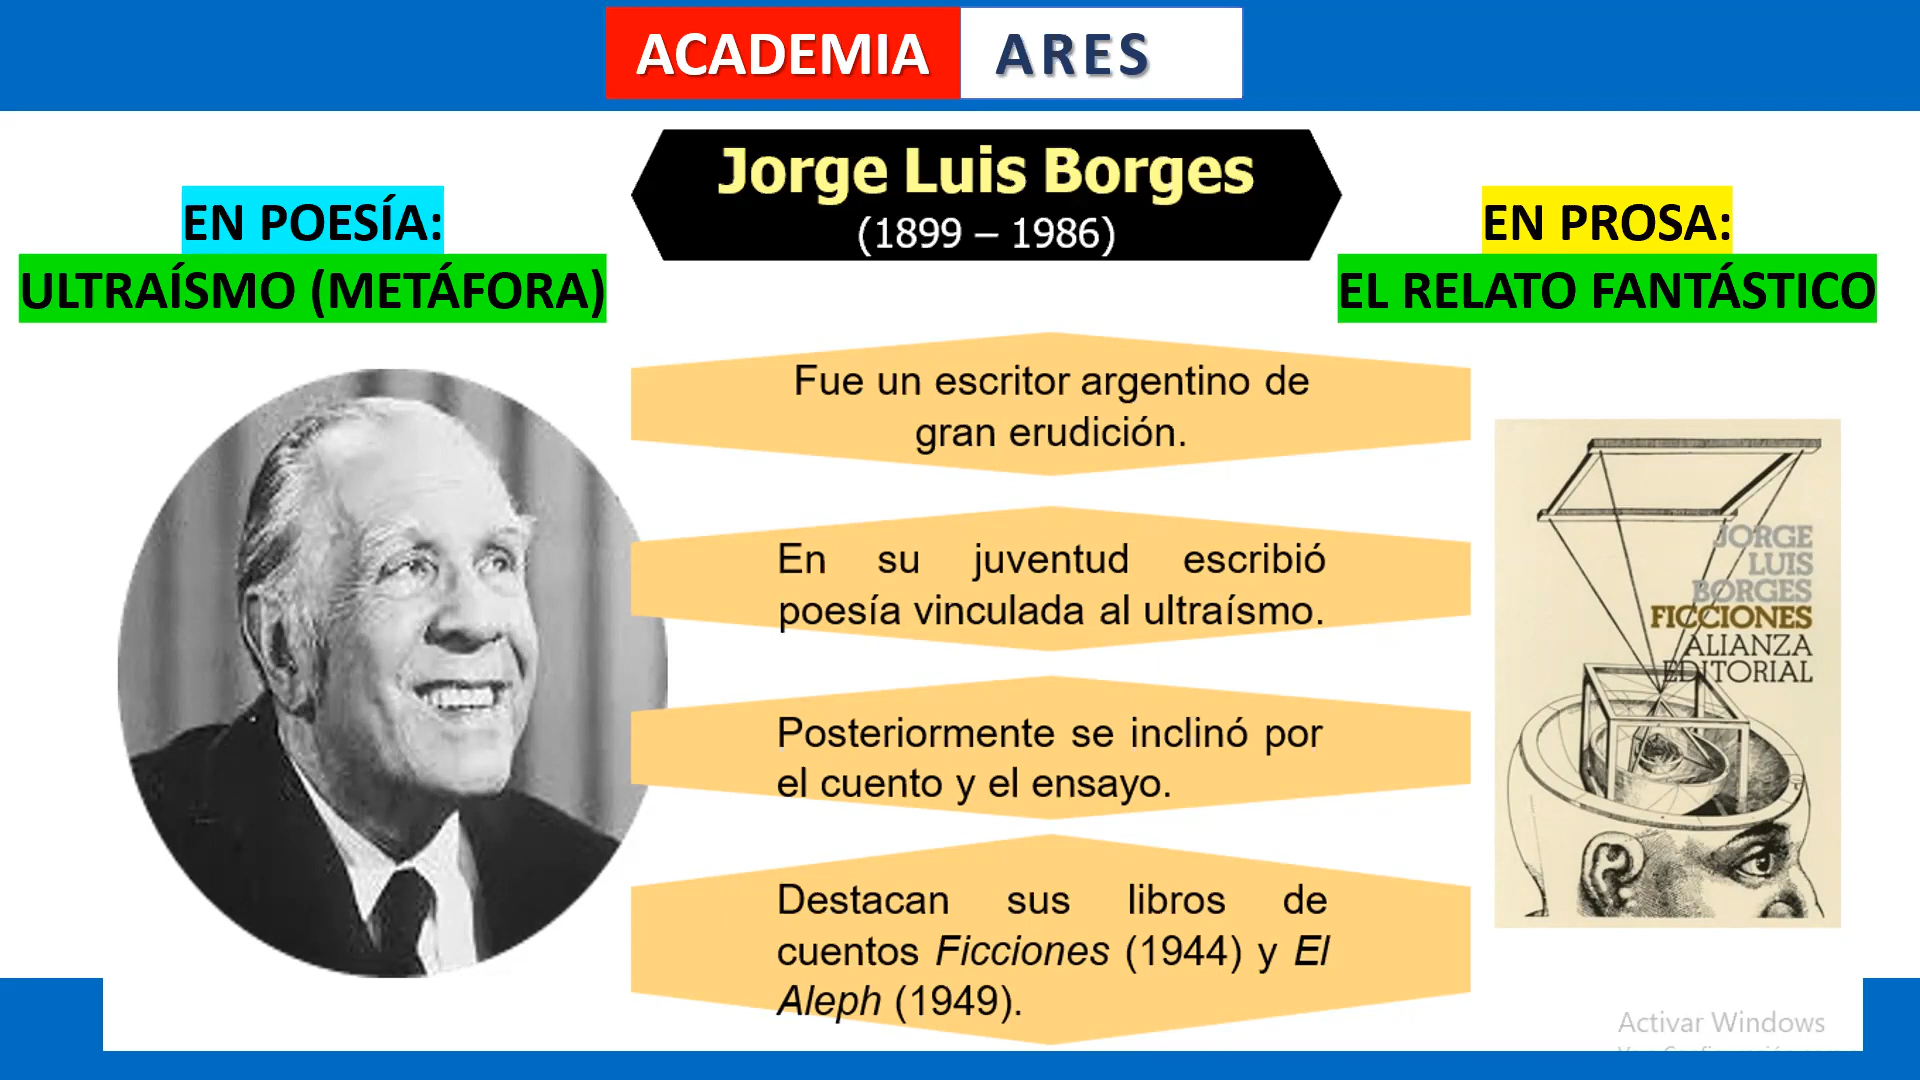 ACADEMIA ARES
Jorge Luis Borges
(1899 – 1986)
EN POESÍA:
ULTRAÍSMO (METÁFORA)
EN PROSA:
EL RELATO FANTÁSTICO
Fue un escritor argentino de
gran erudición.
En su juventud escribió
poesía vinculada al ultraísmo.
Posteriormente se inclinó por
el cuento y el ensayo.
Destacan sus libros de
cuentos Ficciones (1944) y El
Aleph (1949).
JORGE
LUIS
BORGES
FICCIONES
ALIANZA
EDITORIAL
Activar Windows